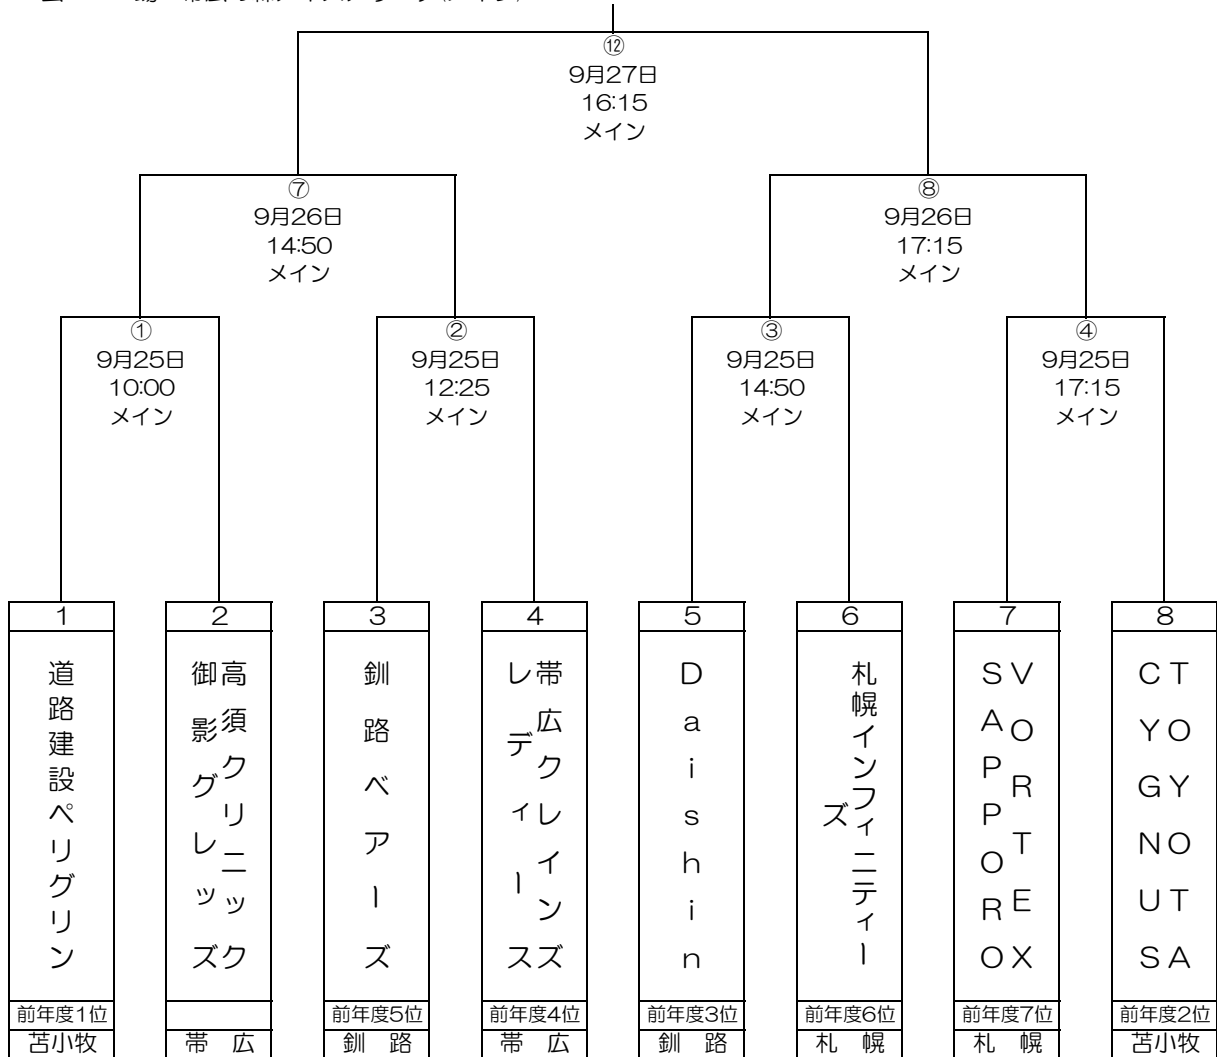 ⑫
9月27日
16:15
メイン
⑦
9月26日
14:50
メイン
⑧
9月26日
17:15
メイン
①
9月25日
10:00
メイン
②
9月25日
12:25
メイン
③
9月25日
14:50
メイン
④
9月25日
17:15
メイン
1
道路建設ペリグリン
前年度1位
苫小牧
2
高須クリニック
御影グレッズ
帯　広
3
釧路ベアーズ
前年度5位
釧　路
4
帯広クレインズ
レディース
前年度4位
帯　広
5
Daishin
前年度3位
釧　路
6
札幌インフィニティー
ズ
前年度6位
札　幌
7
VORTEX
SAPPORO
前年度7位
札　幌
8
TOYOTA
CYGNUS
前年度2位
苫小牧